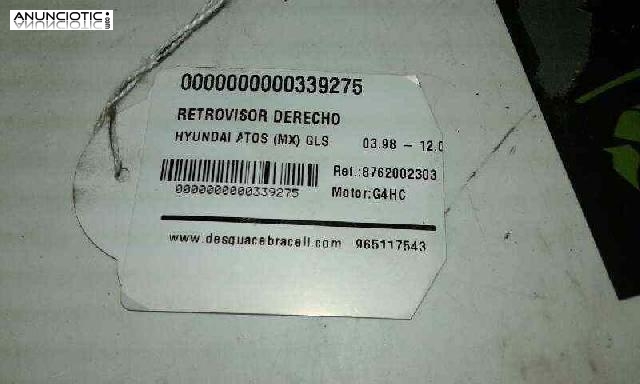 ANUNCIOTIC.com
0000000000339275
RETROVISOR DERECHO
HYUNDAI ATOS (MX) GLS 03.98 - 12.0
Ref.:8762002303
0000000000339275 Motor:G4HC
www.desguacebracell.com 965117543